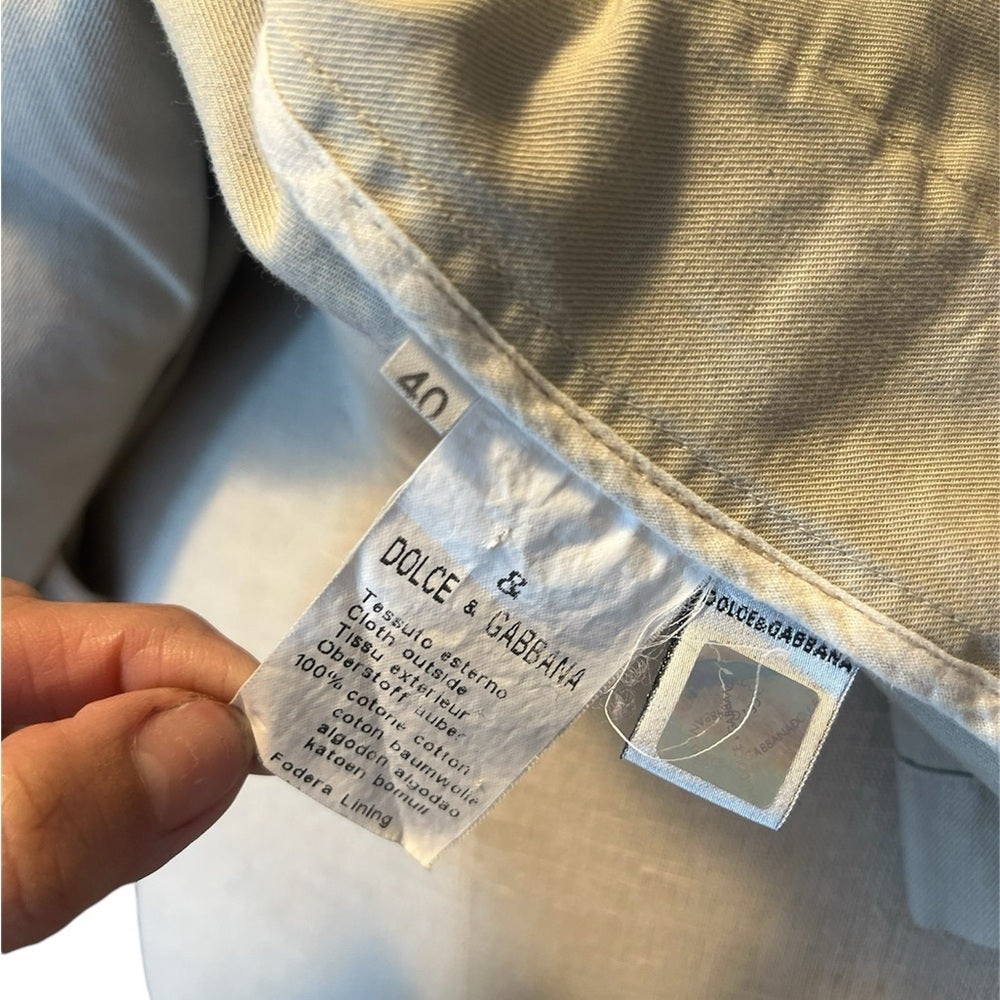 40
&
DOLCE & GABBANA
Tessuto esterno
Cloth outside
Tissu exterieur
Oberstoff
100% cotone cotton
coton baumwolle
algodon algodao
katoen bomull
Fodera Lining
DOLCE&GABBANA